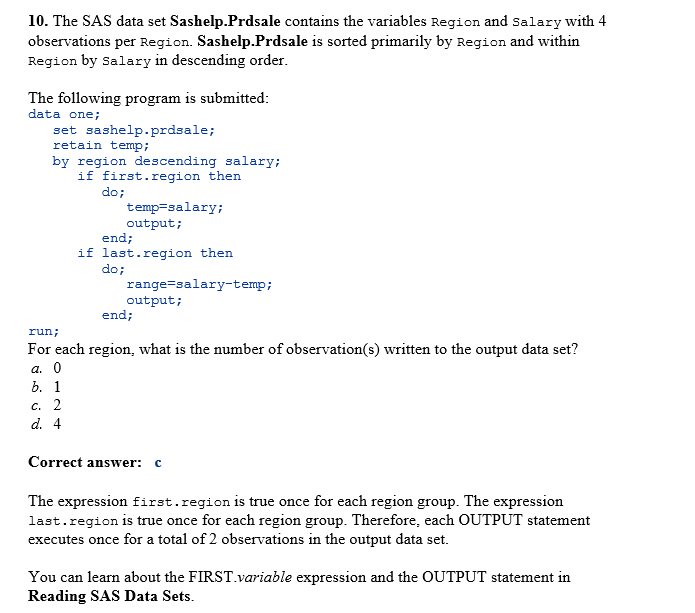 10. The SAS data set Sashelp.Prdsale contains the variables Region and Salary with 4
observations per Region. Sashelp.Prdsale is sorted primarily by Region and within
Region by Salary in descending order.
The following program is submitted:
data one;
set sashelp.prdsale;
retain temp;
by region descending salary;
if first.region then
do;
temp=salary;
output;
end;
if last.region then
do;
range=salary-temp;
output;
end;
run;
For each region, what is the number of observation(s) written to the output data set?
a. 0
b. 1
c. 2
d. 4
Correct answer: c
The expression first.region is true once for each region group. The expression
last.region is true once for each region group. Therefore, each OUTPUT statement
executes once for a total of 2 observations in the output data set.
You can learn about the FIRST.variable expression and the OUTPUT statement in
Reading SAS Data Sets.